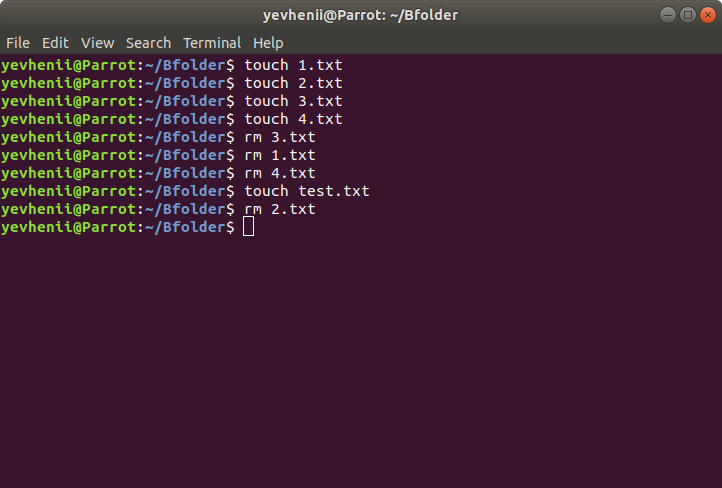 yevhenii@Parrot: ~/Bfolder
File Edit View Search Terminal Help
yevhenii@Parrot:~/Bfolder$ touch 1.txt
yevhenii@Parrot:~/Bfolder$ touch 2.txt
yevhenii@Parrot:~/Bfolder$ touch 3.txt
yevhenii@Parrot:~/Bfolder$ touch 4.txt
yevhenii@Parrot:~/Bfolder$ rm 3.txt
yevhenii@Parrot:~/Bfolder$ rm 1.txt
yevhenii@Parrot:~/Bfolder$ rm 4.txt
yevhenii@Parrot:~/Bfolder$ touch test.txt
yevhenii@Parrot:~/Bfolder$ rm 2.txt
yevhenii@Parrot:~/Bfolder$